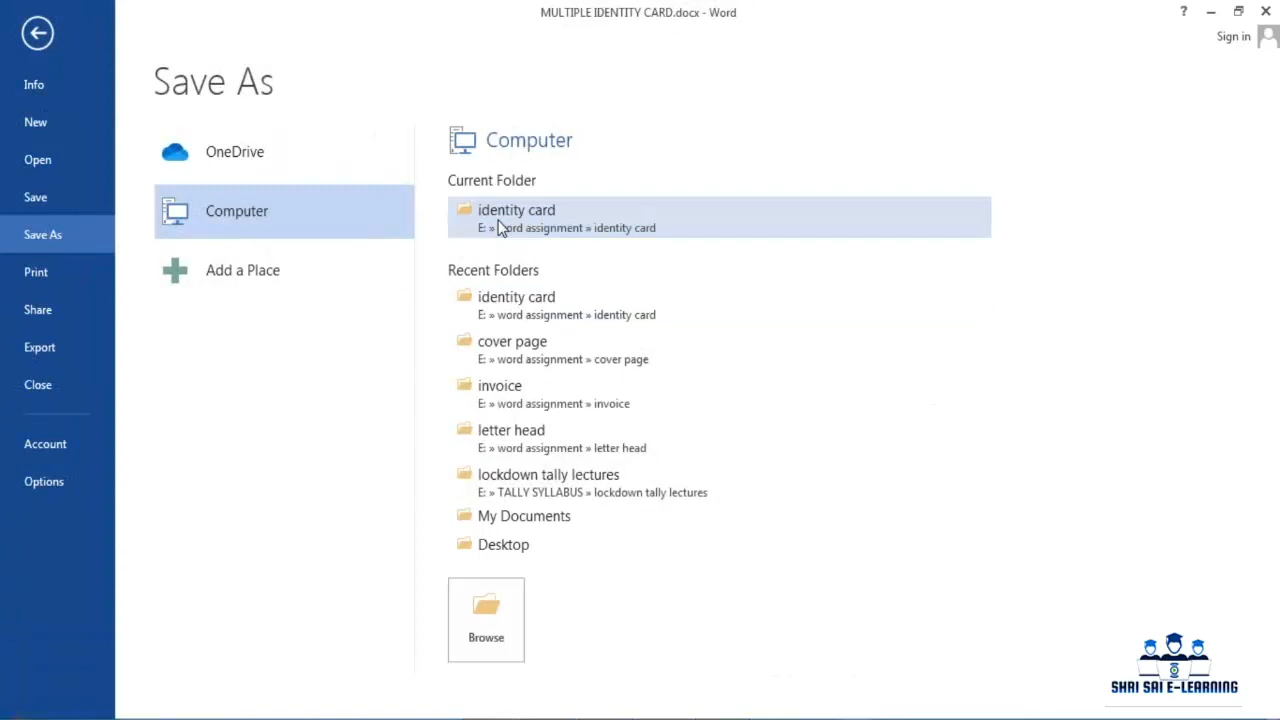 MULTIPLE IDENTITY CARD.docx - Word
?
Sign in
Info
New
Open
Save
Save As
Print
Share
Export
Close
Account
Options
Save As
OneDrive
Computer
Add a Place
Computer
Current Folder
identity card
E: » word assignment » identity card
Recent Folders
identity card
E: » word assignment » identity card
cover page
E: » word assignment » cover page
invoice
E: » word assignment » invoice
letter head
E: » word assignment » letter head
lockdown tally lectures
E: » TALLY SYLLABUS » lockdown tally lectures
My Documents
Desktop
Browse
SHRI SAI E-LEARNING